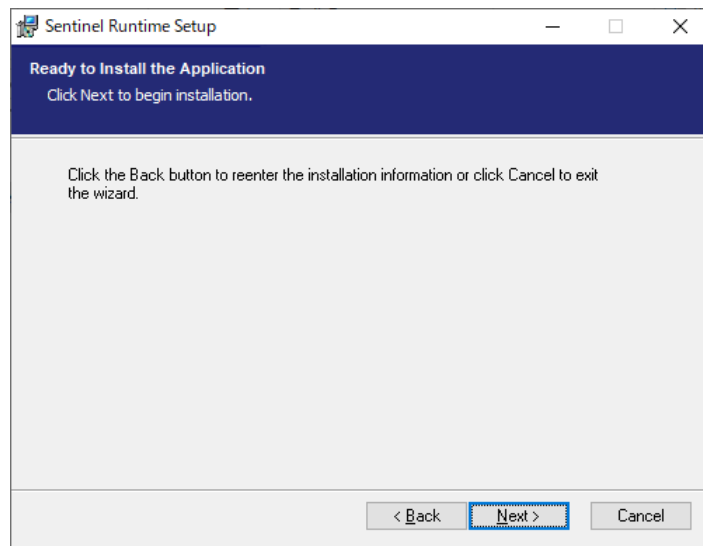 Sentinel Runtime Setup
Ready to Install the Application
Click Next to begin installation.
Click the Back button to reenter the installation information or click Cancel to exit
the wizard.
< Back
Next >
Cancel